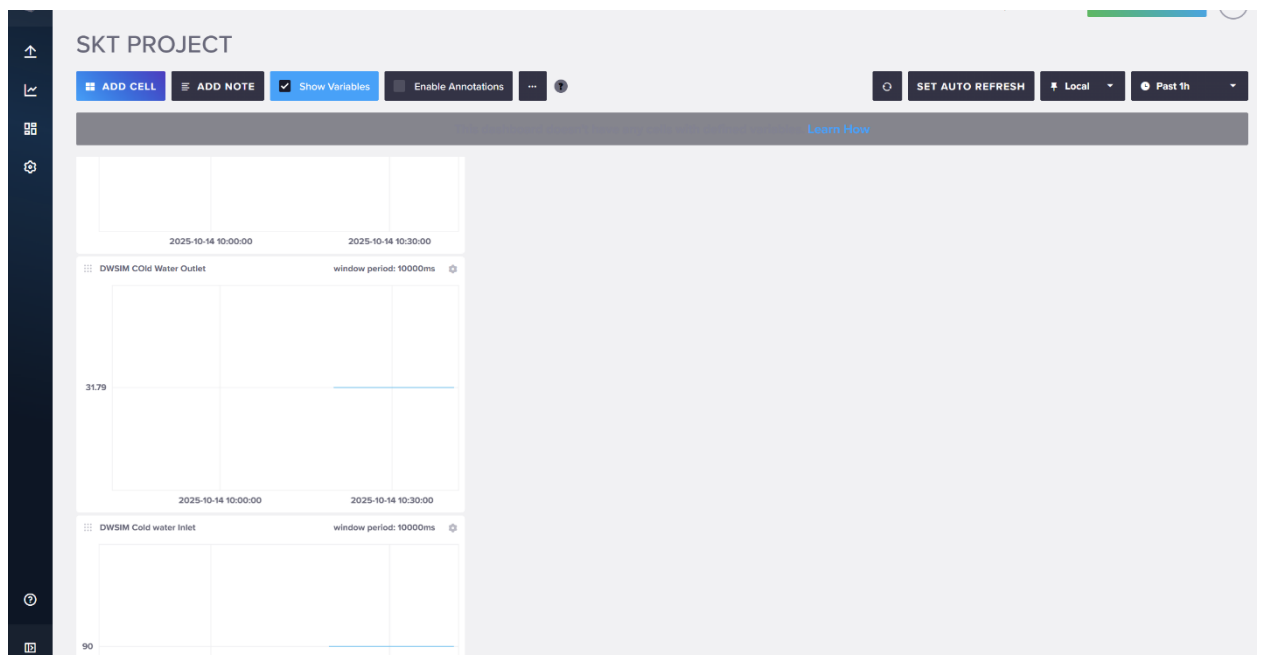 SKT PROJECT
ADD CELL
ADD NOTE
Show Variables
Enable Annotations
...
?
SET AUTO REFRESH
Local
Past 1h
Learn How
2025-10-14 10:00:00
2025-10-14 10:30:00
DWSIM COld Water Outlet
window period: 10000ms
31.79
2025-10-14 10:00:00
2025-10-14 10:30:00
DWSIM Cold water Inlet
window period: 10000ms
90